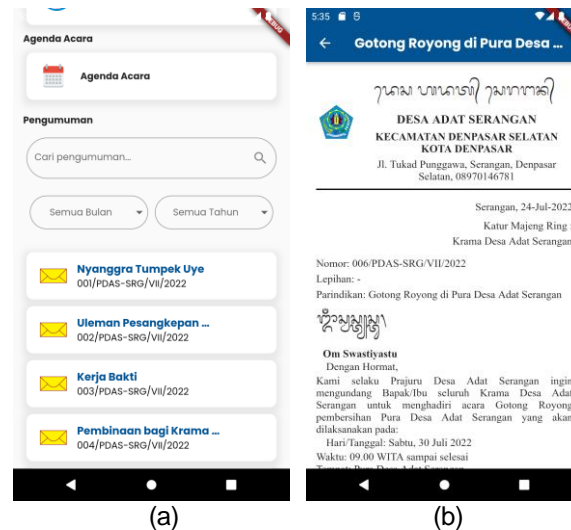 Agenda Acara
Agenda Acara
Pengumuman
Cari pengumuman...
Semua Bulan
Semua Tahun
Nyanggra Tumpek Uye
001/PDAS-SRG/VII/2022
Uleman Pesangkepan ...
002/PDAS-SRG/VII/2022
Kerja Bakti
003/PDAS-SRG/VII/2022
Pembinaan bagi Krama ...
004/PDAS-SRG/VII/2022
(a)
5:35
Gotong Royong di Pura Desa ...
DESA ADAT SERANGAN
KECAMATAN DENPASAR SELATAN
KOTA DENPASAR
Jl. Tukad Punggawa, Serangan, Denpasar
Selatan, 08970146781
Serangan, 24-Jul-2022
Katur Majeng Ring :
Krama Desa Adat Serangan
Nomor: 006/PDAS-SRG/VII/2022
Lepihan: -
Parindikan: Gotong Royong di Pura Desa Adat Serangan
Om Swastiyastu
Dengan Hormat,
Kami selaku Prajuru Desa Adat Serangan ingin
mengundang Bapak/Ibu seluruh Krama Desa Adat
Serangan untuk menghadiri acara Gotong Royong
pembersihan Pura Desa Adat Serangan yang akan
dilaksanakan pada:
Hari/Tanggal: Sabtu, 30 Juli 2022
Waktu: 09.00 WITA sampai selesai
Tempat: Pura Desa Adat Serangan
(b)